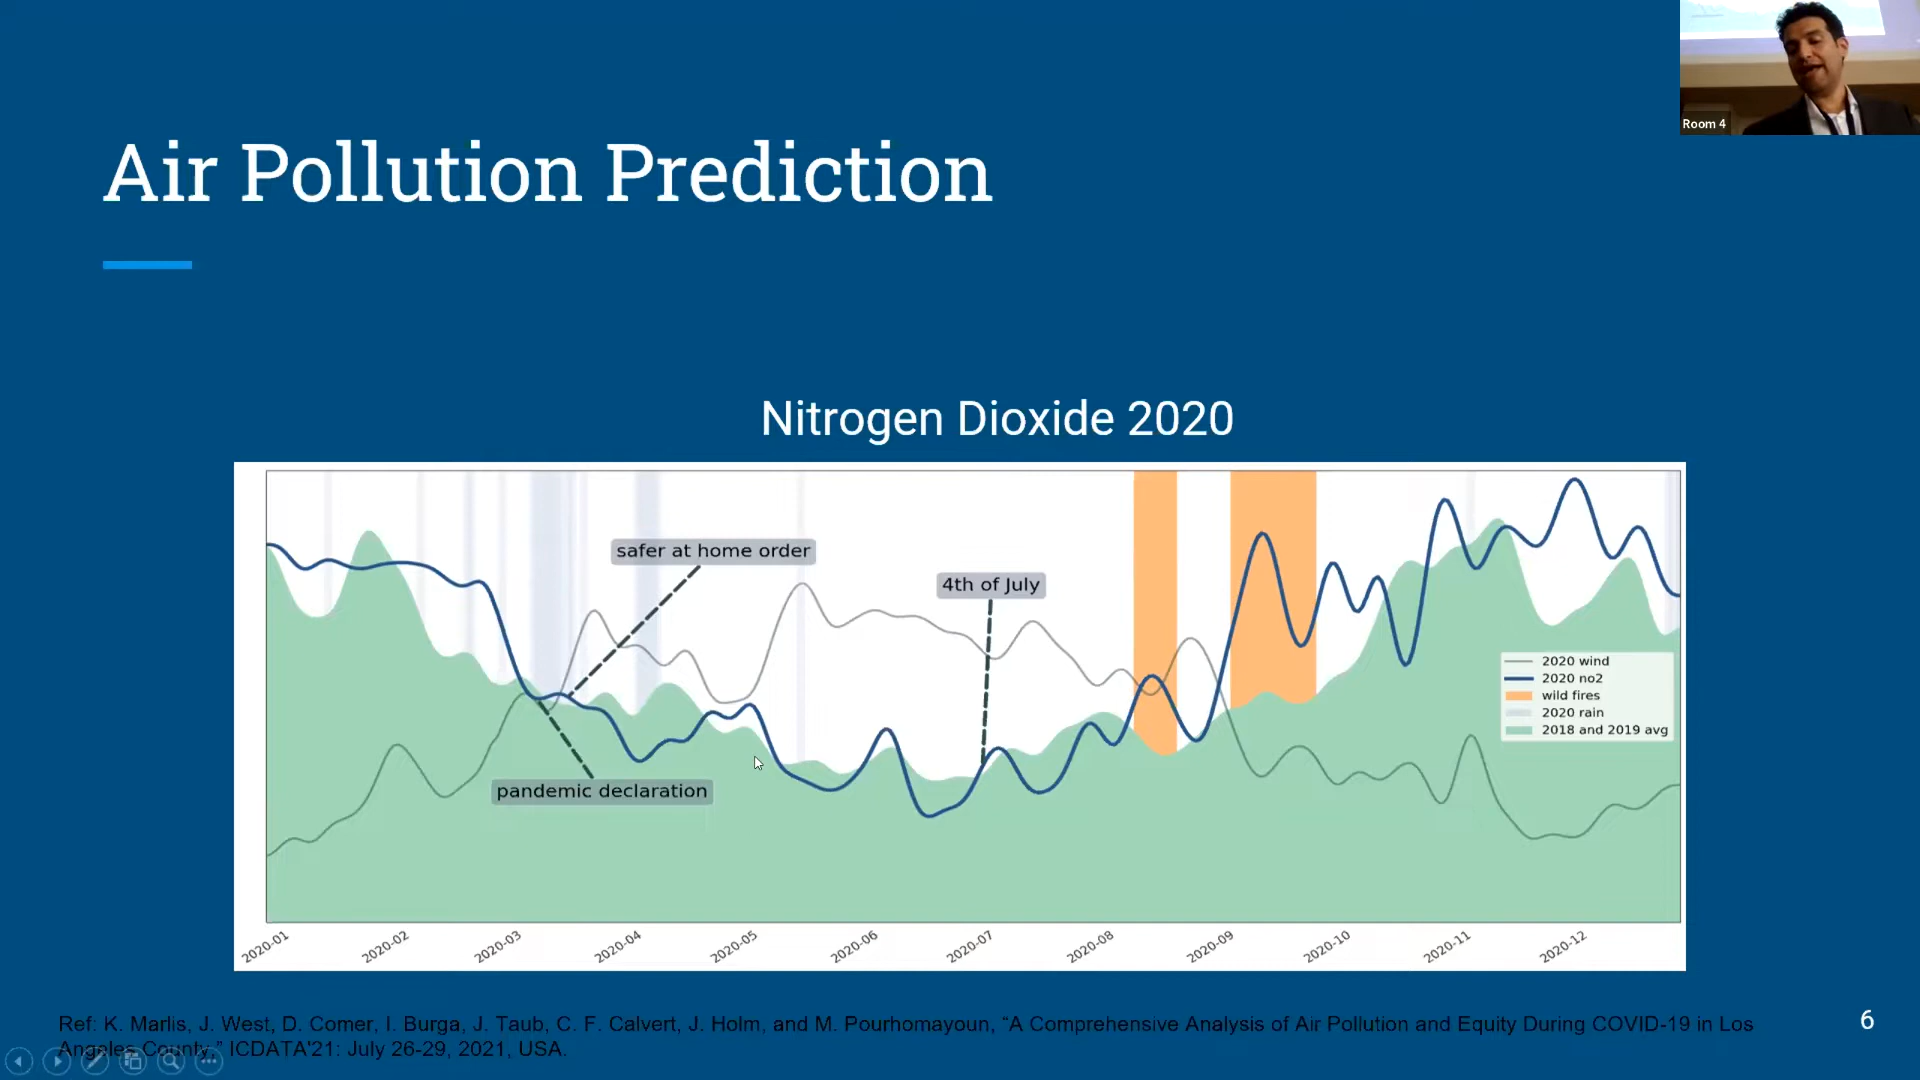 Room 4
Air Pollution Prediction
Nitrogen Dioxide 2020
safer at home order
4th of July
pandemic declaration
2020 wind
2020 no2
wild fires
2020 rain
2018 and 2019 avg
2020-01
2020-02
2020-03
2020-04
2020-05
2020-06
2020-07
2020-08
2020-09
2020-10
2020-11
2020-12
Ref: K. Marlis, J. West, D. Comer, I. Burga, J. Taub, C. F. Calvert, J. Holm, and M. Pourhomayoun, “A Comprehensive Analysis of Air Pollution and Equity During COVID-19 in Los
Angeles County,” ICDATA'21: July 26-29, 2021, USA.
6